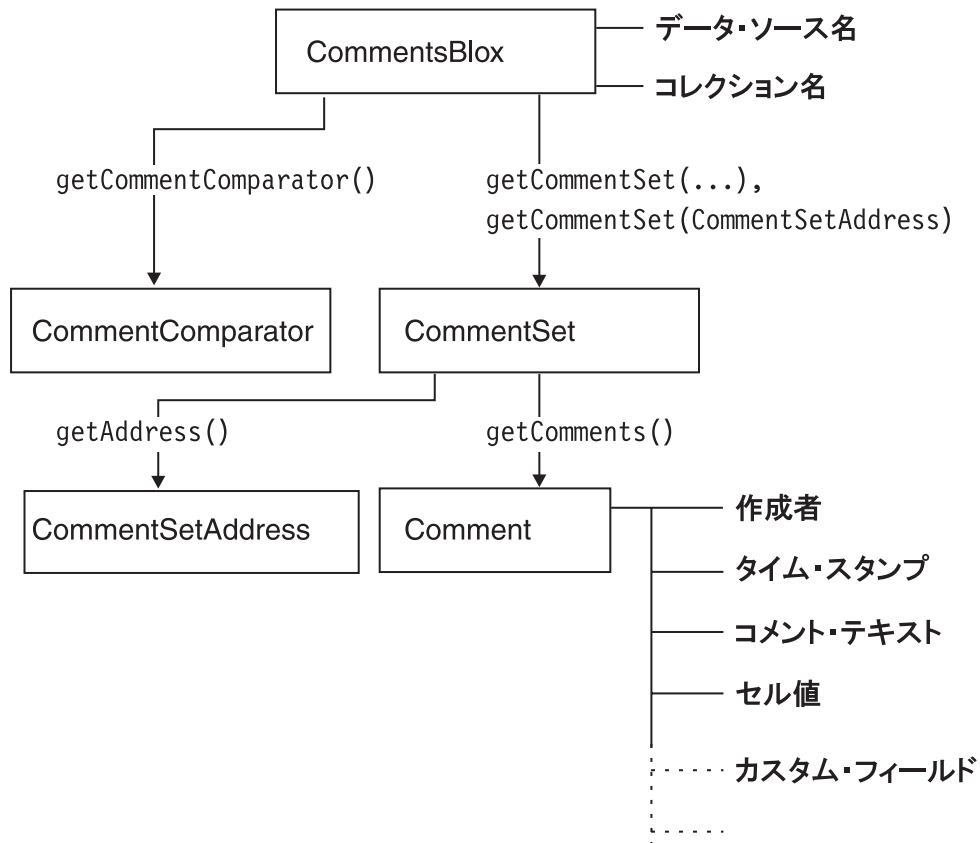 CommentsBlox
データ・ソース名
コレクション名
getCommentComparator()
getCommentSet(...),
getCommentSet(CommentSetAddress)
CommentComparator
CommentSet
getAddress()
getComments()
CommentSetAddress
Comment
作成者
タイム・スタンプ
コメント・テキスト
セル値
カスタム・フィールド